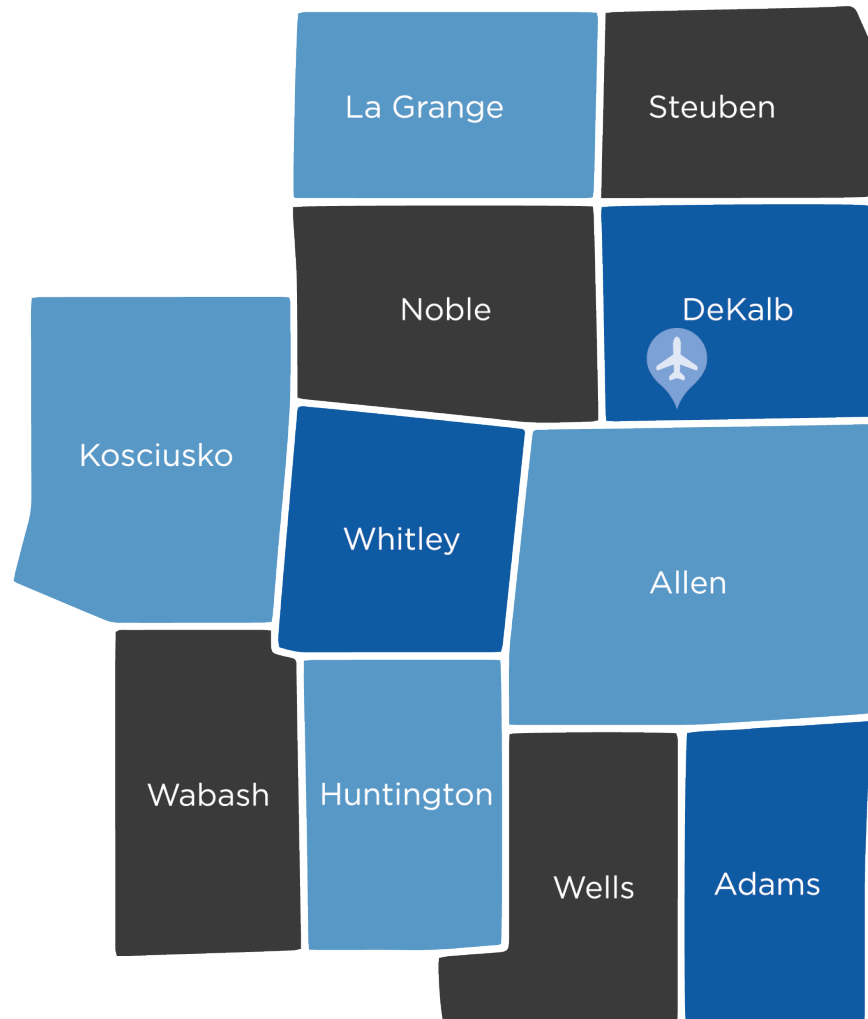 La Grange
Steuben
Noble
DeKalb
Kosciusko
Whitley
Allen
Wabash
Huntington
Wells
Adams